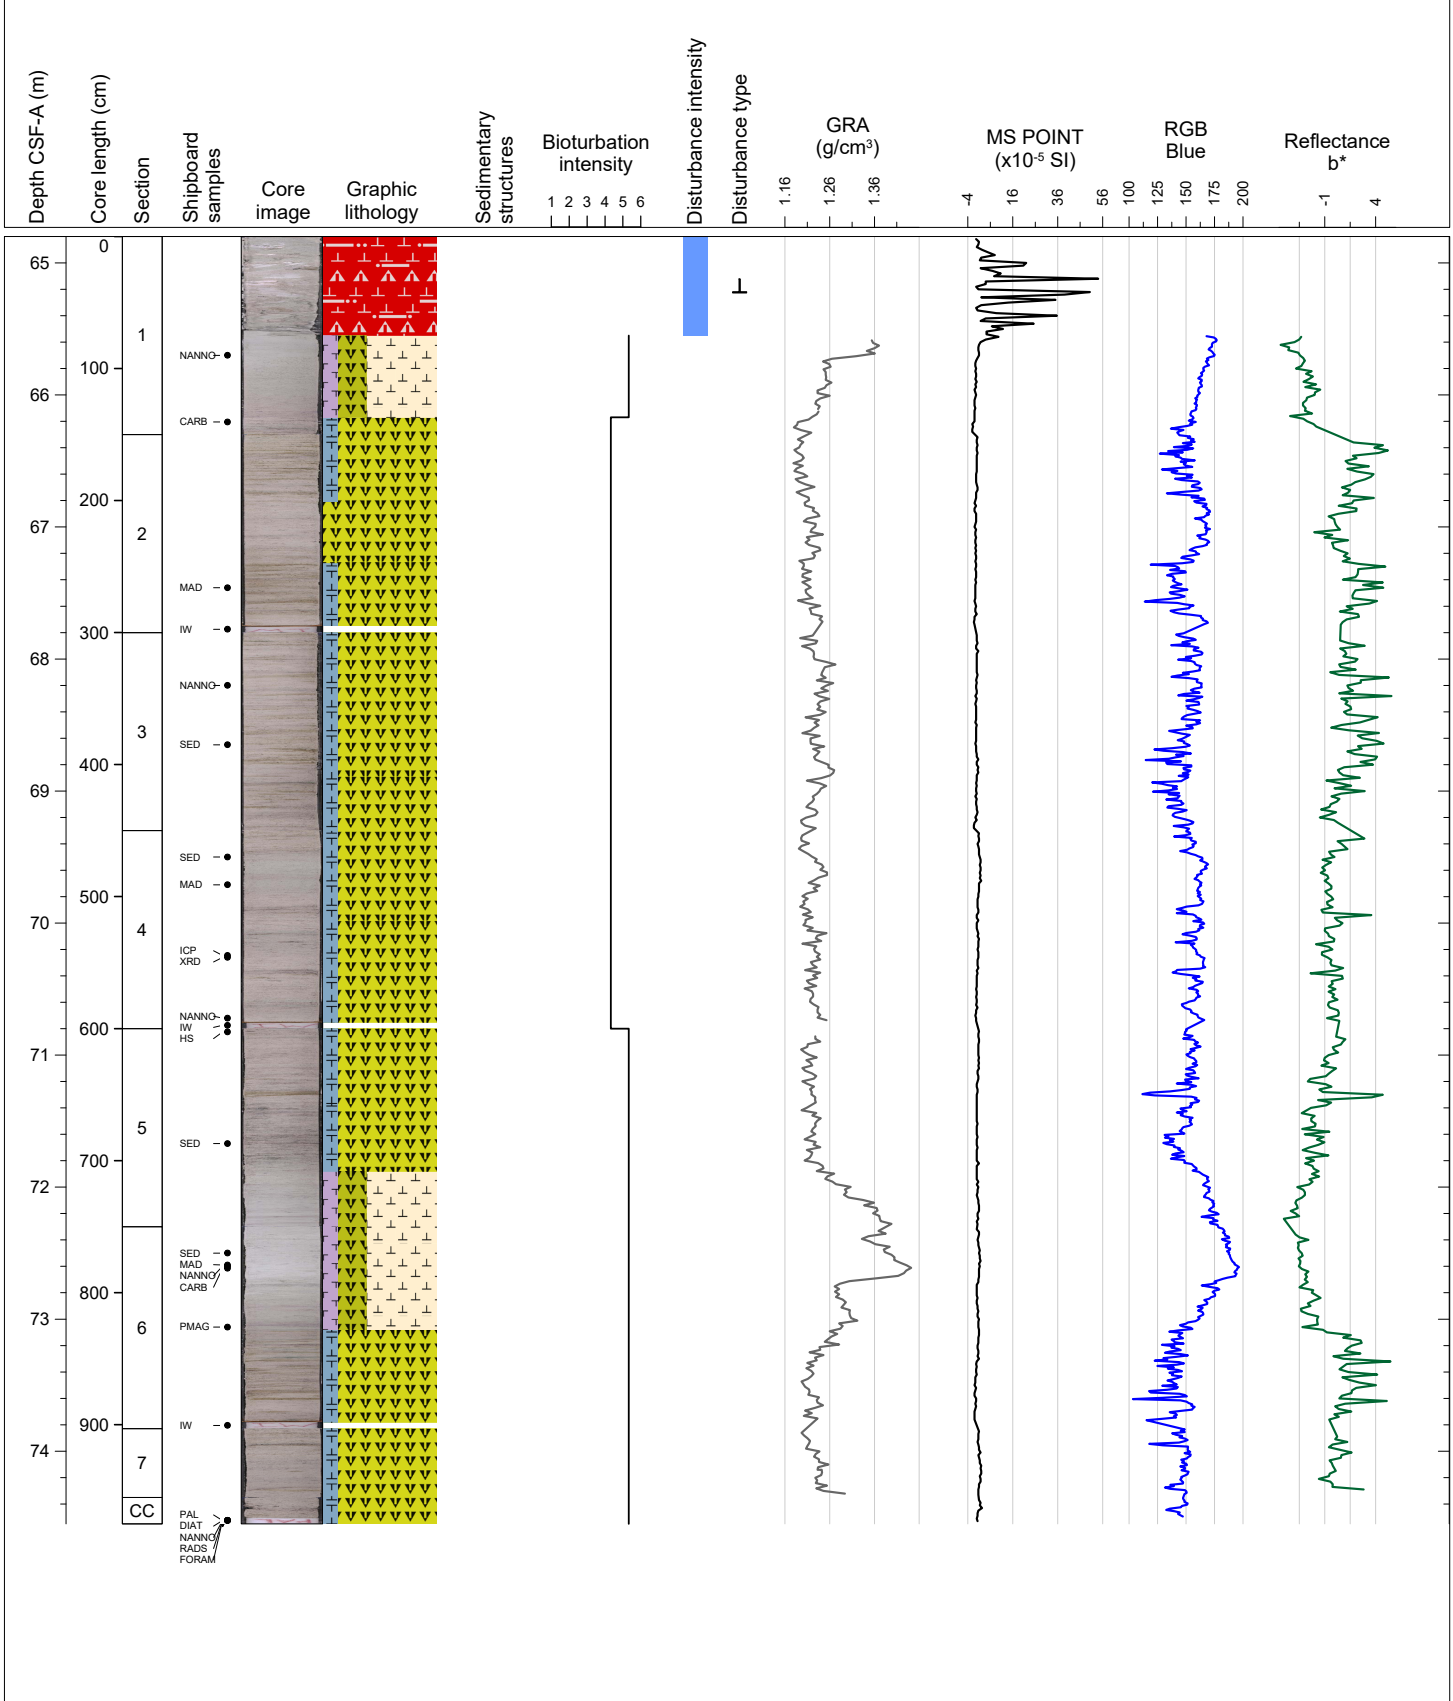 Depth CSF-A (m)
Core length (cm)
Section
Shipboard
samples
Core
image
Graphic
lithology
Sedimentary
structures
Bioturbation
intensity
1 2 3 4 5 6
Disturbance intensity
Disturbance type
GRA
(g/cm³)
1.16 1.26 1.36
MS POINT
(x10⁻⁵ SI)
-4 16 36 56
RGB
Blue
100 125 150 175 200
Reflectance
b*
-1 4
0
65
1
NANNO
100
66
CARB
200
67
2
MAD
IW
300
68
NANNO
3
SED
400
69
SED
MAD
500
70
4
ICP
XRD
NANNO
IW
600
HS
71
5
SED
700
72
SED
MAD
NANNO
CARB
800
73
PMAG
6
IW
900
74
7
CC
PAL
DIAT
NANNO
RADS
FORAM